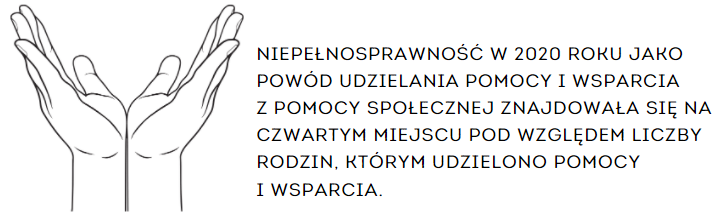 NIEPEŁNOSPRAWNOŚĆ W 2020 ROKU JAKO
POWÓD UDZIELANIA POMOCY I WSPARCIA
Z POMOCY SPOŁECZNEJ ZNAJDOWAŁA SIĘ NA
CZWARTYM MIEJSCU POD WZGLĘDEM LICZBY
RODZIN, KTÓRYM UDZIELONO POMOCY
I WSPARCIA.